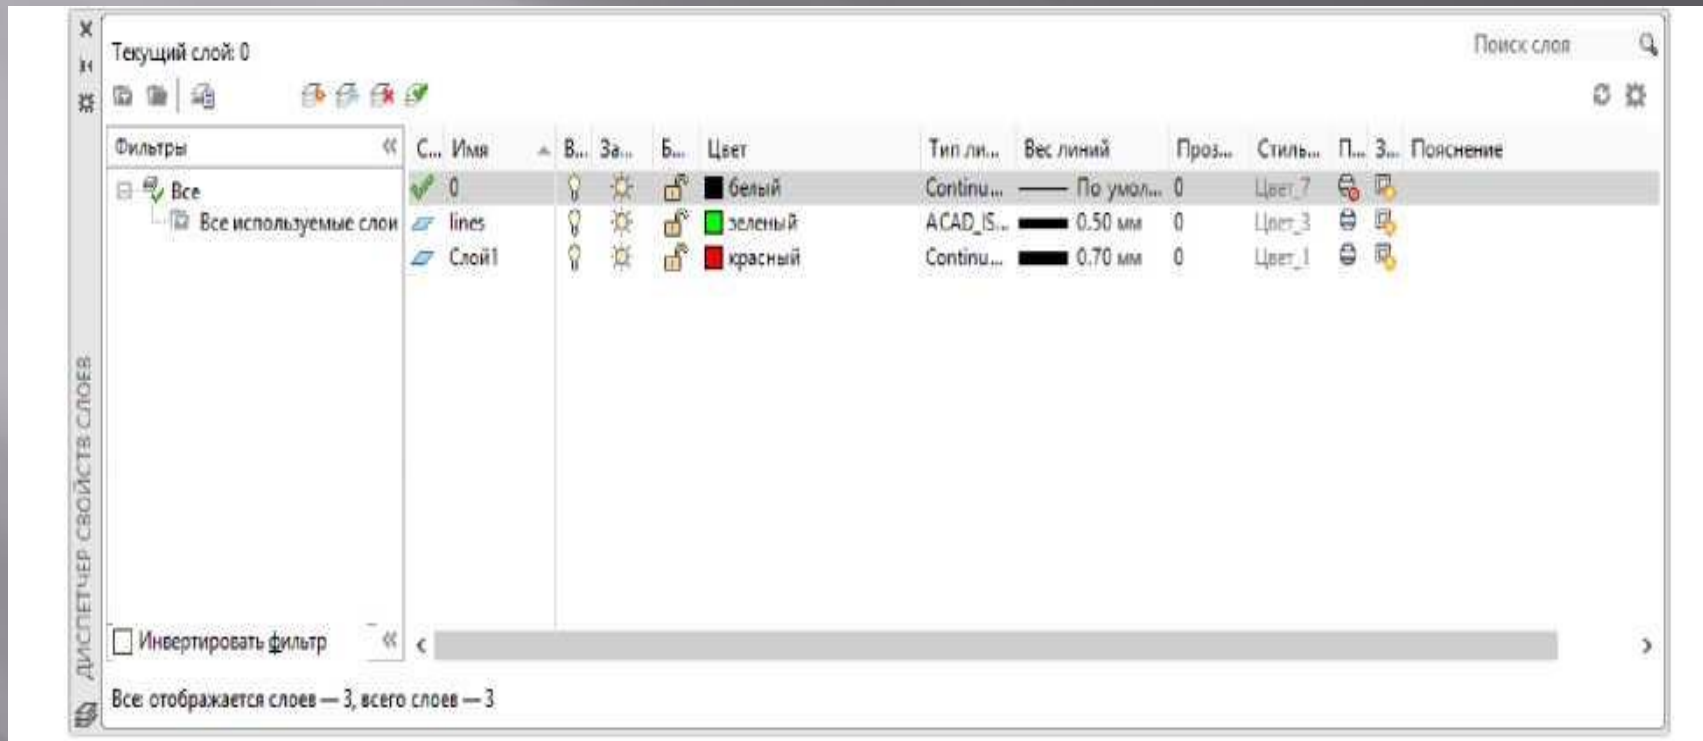 Текущий слой: 0
Поиск слоя
Фильтры
С... Имя В... За... Б... Цвет Тип ли... Вес линий Проз... Стиль... П... З... Пояснение
Все
0 белый Continu... По умол... 0 Цвет_7
Все используемые слои
lines зеленый ACAD_IS... 0.50 мм 0 Цвет_3
Слой1 красный Continu... 0.70 мм 0 Цвет_1
Инвертировать фильтр
Все: отображается слоев — 3, всего слоев — 3
ДИСПЕТЧЕР СВОЙСТВ СЛОЕВ